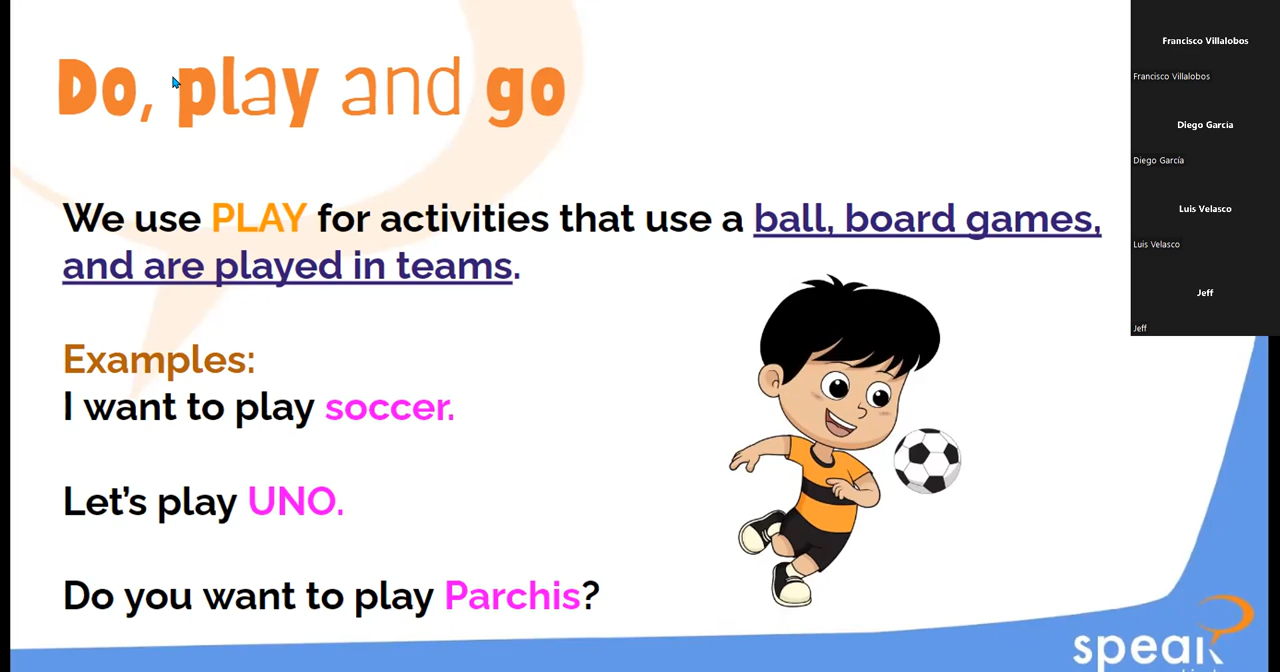 Do, play and go
We use PLAY for activities that use a ball, board games,
and are played in teams.
Examples:
I want to play soccer.
Let's play UNO.
Do you want to play Parchis?
Francisco Villalobos
Francisco Villalobos
Diego García
Diego García
Luis Velasco
Luis Velasco
Jeff
Jeff
speak